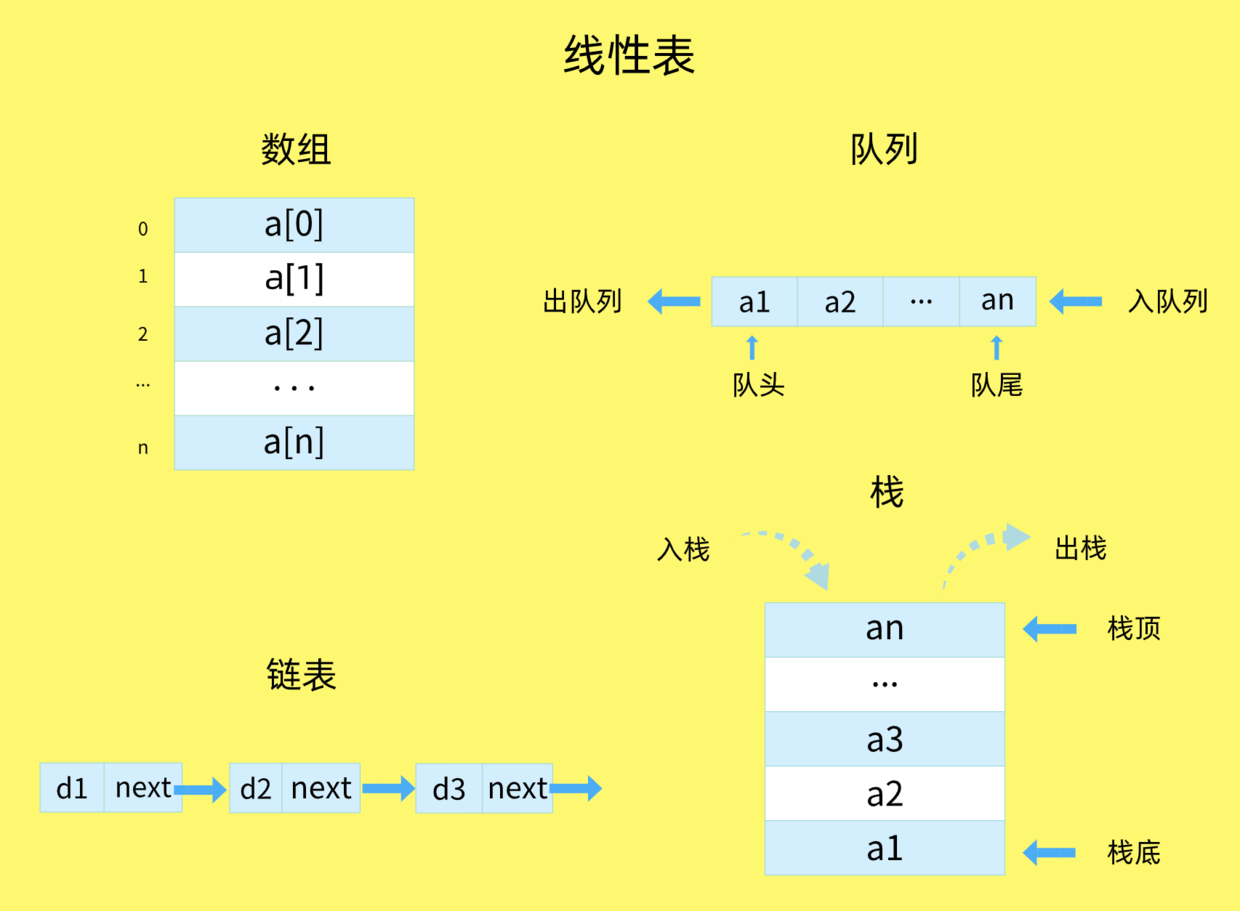 线性表
数组
0 a[0]
1 a[1]
2 a[2]
... ...
n a[n]
队列
出队列 a1 a2 ... an 入队列
队头 队尾
栈
入栈 出栈
an 栈顶
...
a3
a2
a1 栈底
链表
d1 next d2 next d3 next